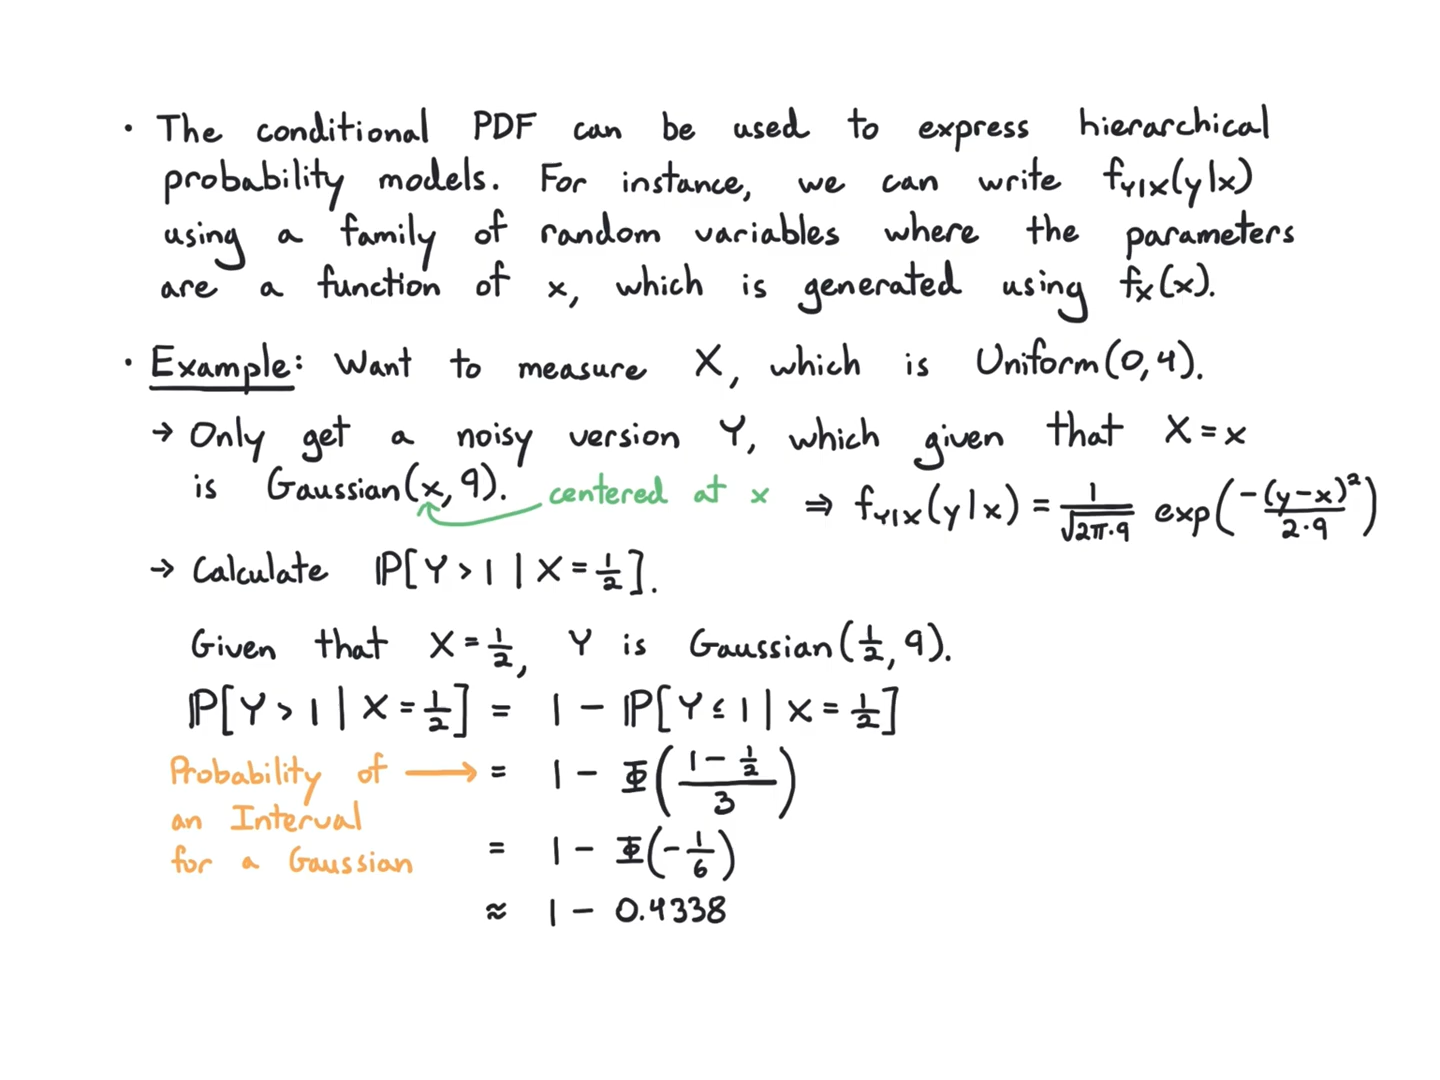 • The conditional PDF can be used to express hierarchical
probability models. For instance, we can write f_{Y|X}(y|x)
using a family of random variables where the parameters
are a function of x, which is generated using f_X(x).
• Example: Want to measure X, which is Uniform(0,4).
→ Only get a noisy version Y, which given that X = x
is Gaussian(x, 9). centered at x ⇒ f_{Y|X}(y|x) = 1/√(2π·9) exp(-(y-x)²/(2·9))
→ Calculate ℙ[Y > 1 | X = 1/2].
Given that X = 1/2, Y is Gaussian(1/2, 9).
ℙ[Y > 1 | X = 1/2] = 1 - ℙ[Y ≤ 1 | X = 1/2]
Probability of → = 1 - Φ((1 - 1/2)/3)
an Interval
for a Gaussian = 1 - Φ(-1/6)
≈ 1 - 0.4338